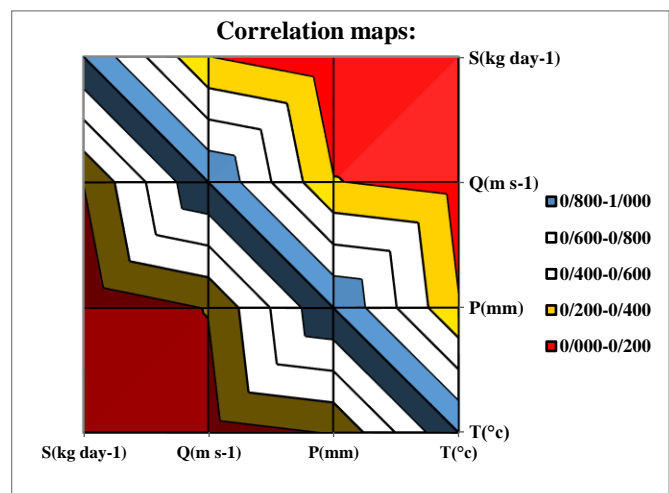 Correlation maps:
S(kg day-1)
Q(m s-1)
P(mm)
T(°c)
0/800-1/000
0/600-0/800
0/400-0/600
0/200-0/400
0/000-0/200
S(kg day-1) Q(m s-1) P(mm) T(°c)